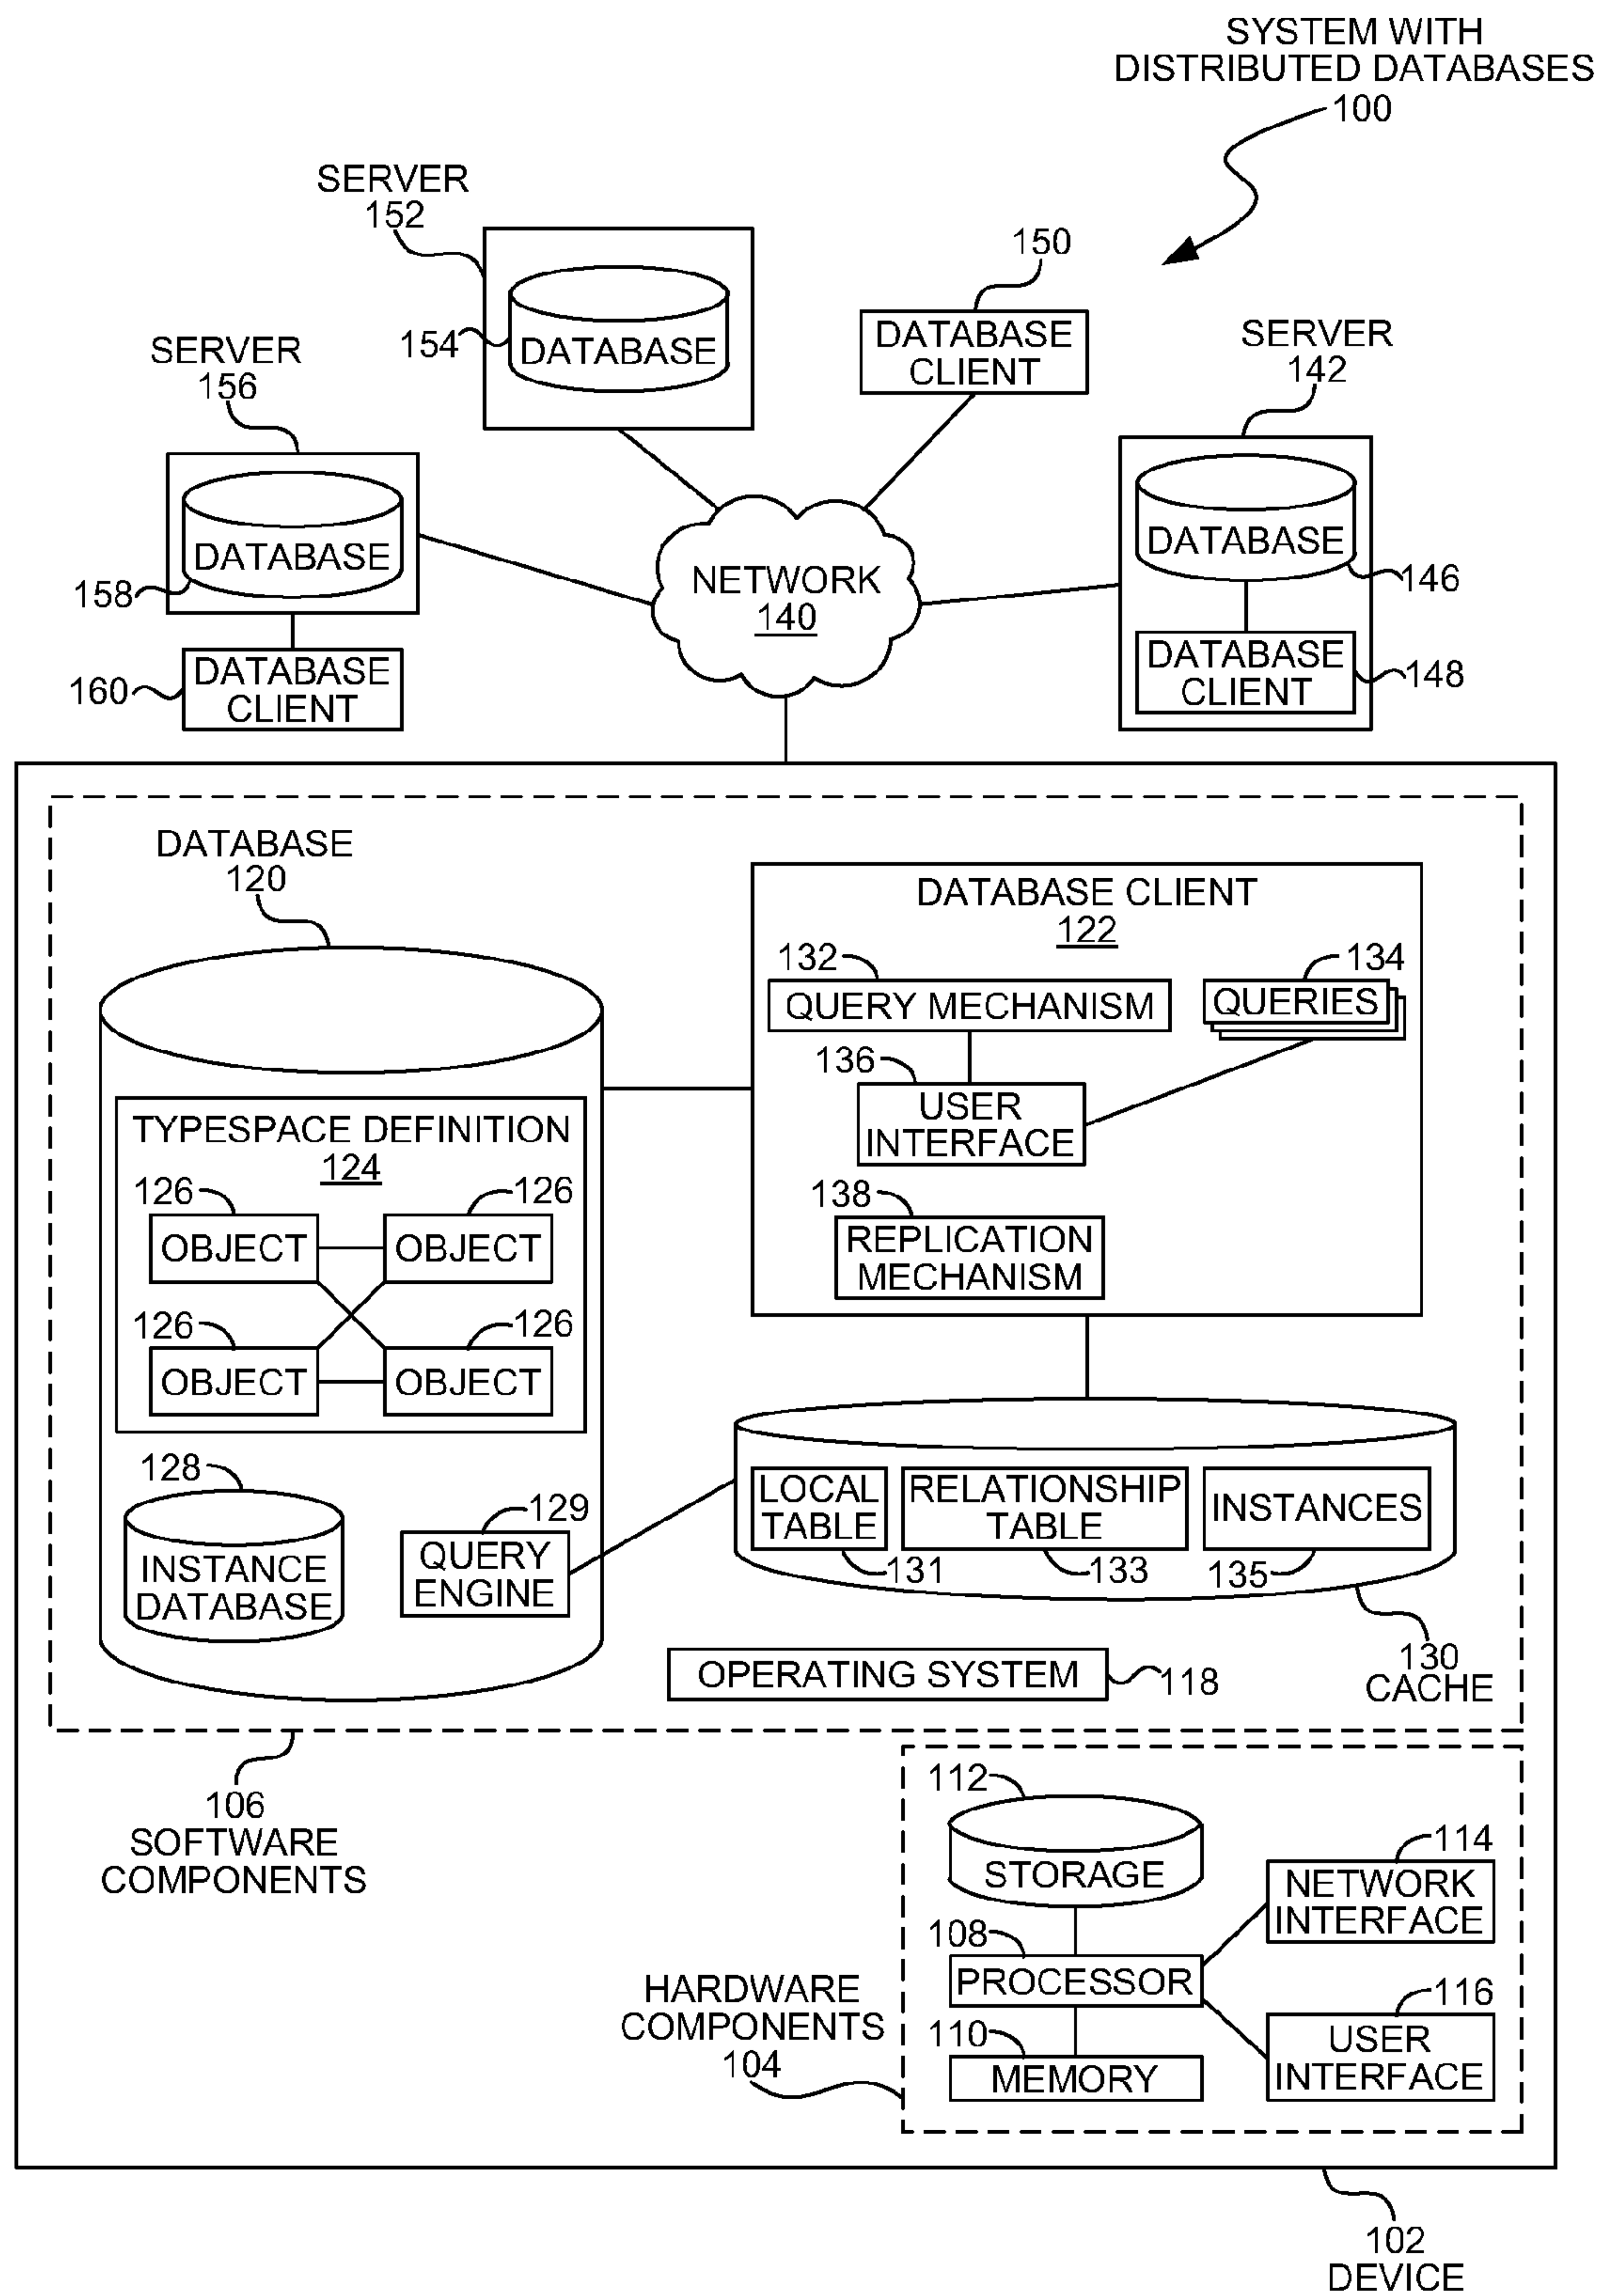 SYSTEM WITH
DISTRIBUTED DATABASES
100
SERVER
152
154
DATABASE
150
DATABASE
CLIENT
SERVER
142
DATABASE
146
DATABASE
CLIENT
148
SERVER
156
DATABASE
158
160
DATABASE
CLIENT
NETWORK
140
DATABASE
120
TYPESPACE DEFINITION
124
126
OBJECT
126
OBJECT
126
OBJECT
126
OBJECT
128
INSTANCE
DATABASE
129
QUERY
ENGINE
DATABASE CLIENT
122
132
QUERY MECHANISM
134
QUERIES
136
USER
INTERFACE
138
REPLICATION
MECHANISM
LOCAL
TABLE
131
RELATIONSHIP
TABLE
133
INSTANCES
135
130
CACHE
OPERATING SYSTEM
118
106
SOFTWARE
COMPONENTS
112
STORAGE
108
PROCESSOR
110
MEMORY
114
NETWORK
INTERFACE
116
USER
INTERFACE
HARDWARE
COMPONENTS
104
102
DEVICE